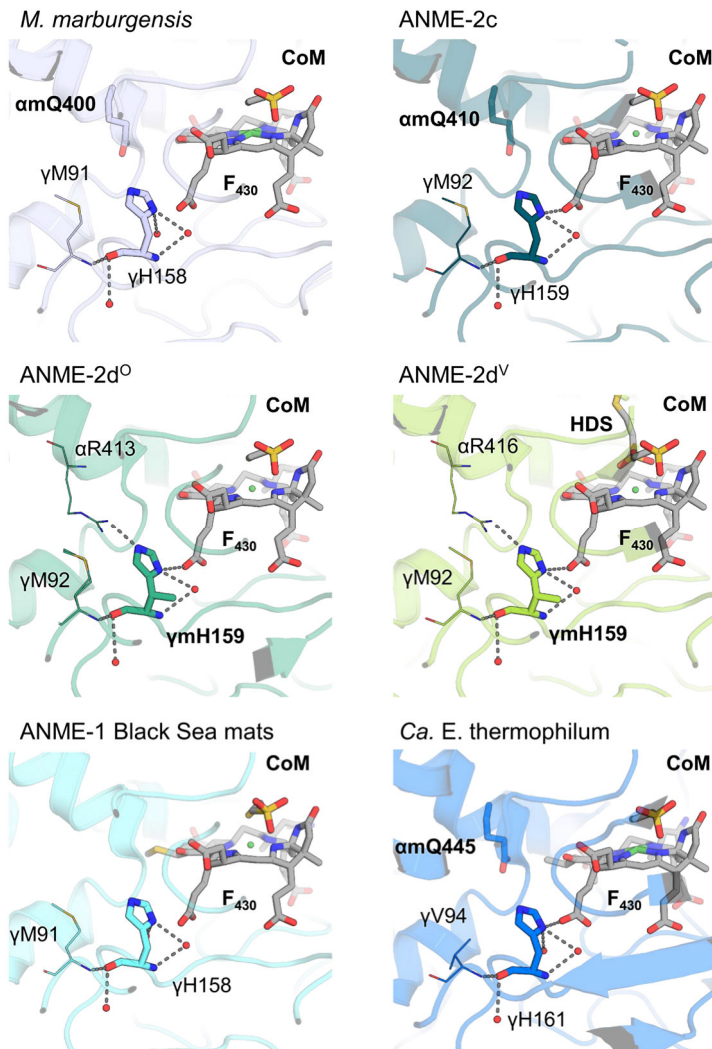 M. marburgensis
CoM
αmQ400
γM91
F430
γH158
ANME-2c
CoM
αmQ410
γM92
F430
γH159
ANME-2dO
CoM
αR413
F430
γM92
γmH159
ANME-2dV
HDS
CoM
αR416
F430
γM92
γmH159
ANME-1 Black Sea mats
CoM
F430
γM91
γH158
Ca. E. thermophilum
CoM
αmQ445
F430
γV94
γH161